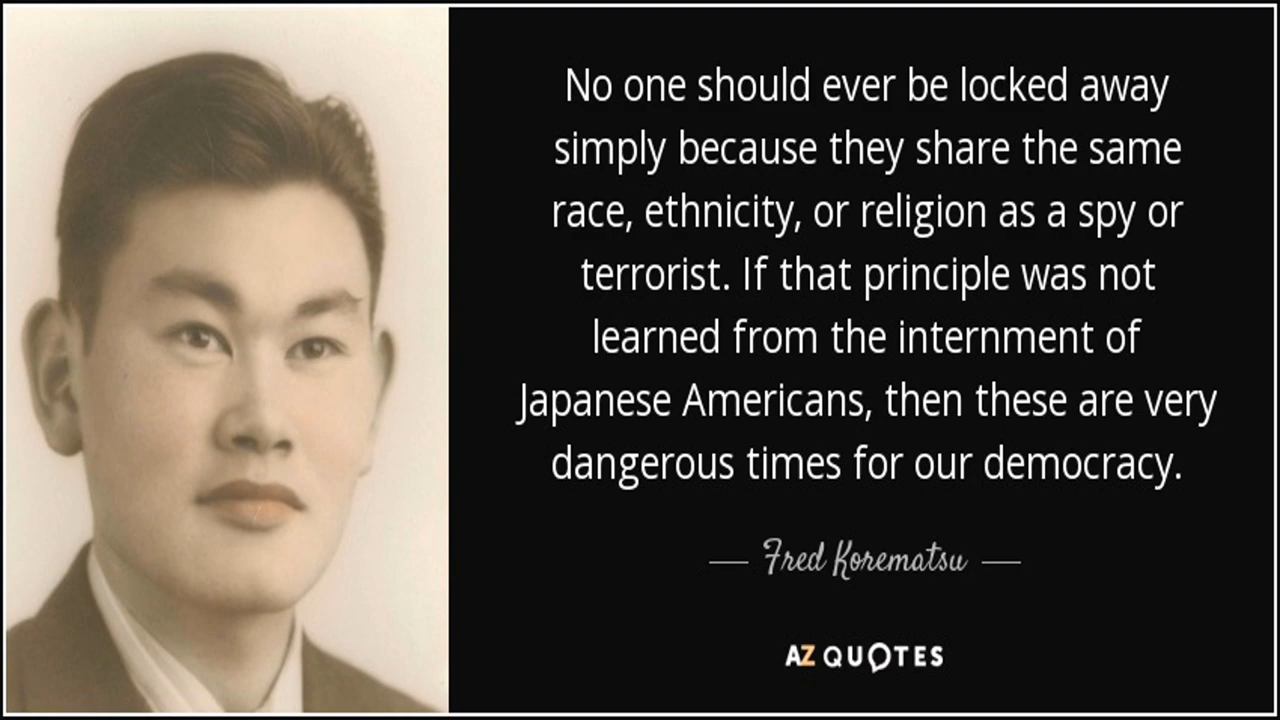 No one should ever be locked away
simply because they share the same
race, ethnicity, or religion as a spy or
terrorist. If that principle was not
learned from the internment of
Japanese Americans, then these are very
dangerous times for our democracy.
— Fred Korematsu —
AZ QUOTES